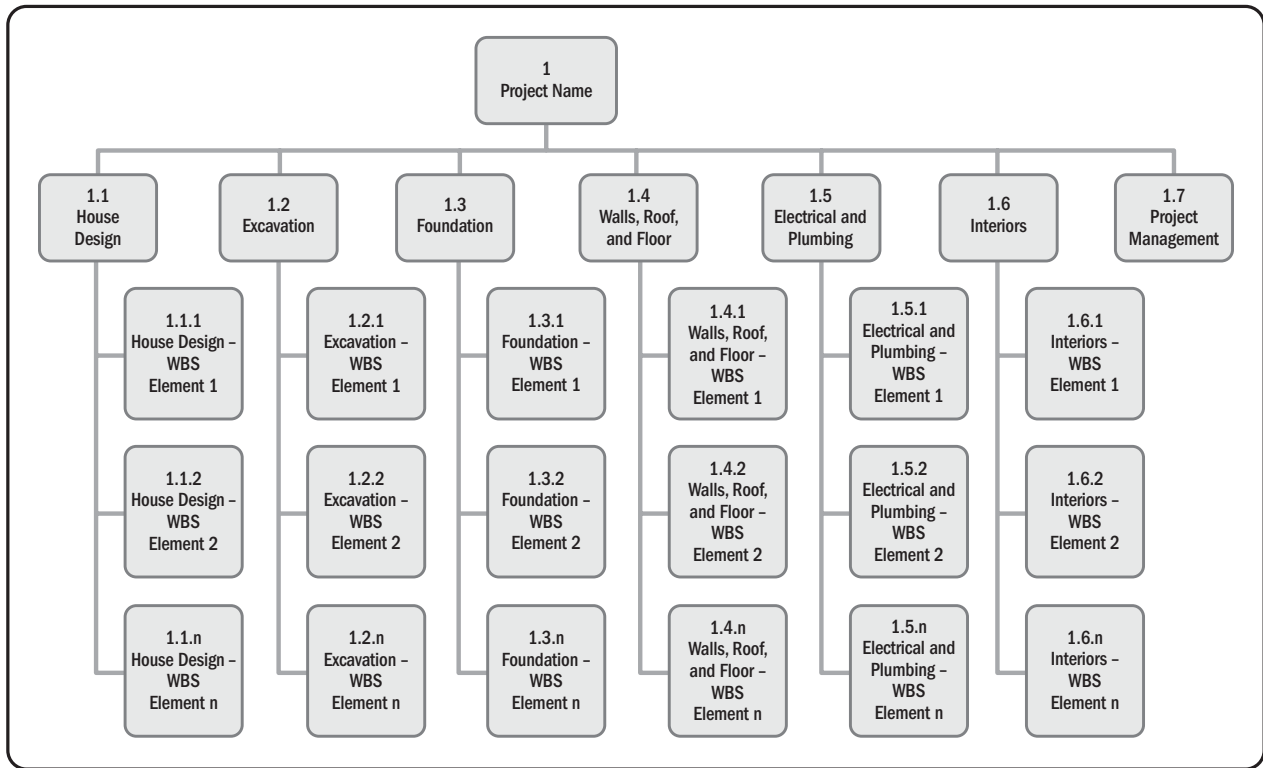 1
Project Name
1.1
House
Design
1.2
Excavation
1.3
Foundation
1.4
Walls, Roof,
and Floor
1.5
Electrical and
Plumbing
1.6
Interiors
1.7
Project
Management
1.1.1
House Design –
WBS
Element 1
1.2.1
Excavation –
WBS
Element 1
1.3.1
Foundation –
WBS
Element 1
1.4.1
Walls, Roof,
and Floor –
WBS
Element 1
1.5.1
Electrical and
Plumbing –
WBS
Element 1
1.6.1
Interiors –
WBS
Element 1
1.1.2
House Design –
WBS
Element 2
1.2.2
Excavation –
WBS
Element 2
1.3.2
Foundation –
WBS
Element 2
1.4.2
Walls, Roof,
and Floor –
WBS
Element 2
1.5.2
Electrical and
Plumbing –
WBS
Element 2
1.6.2
Interiors –
WBS
Element 2
1.1.n
House Design –
WBS
Element n
1.2.n
Excavation –
WBS
Element n
1.3.n
Foundation –
WBS
Element n
1.4.n
Walls, Roof,
and Floor –
WBS
Element n
1.5.n
Electrical and
Plumbing –
WBS
Element n
1.6.n
Interiors –
WBS
Element n